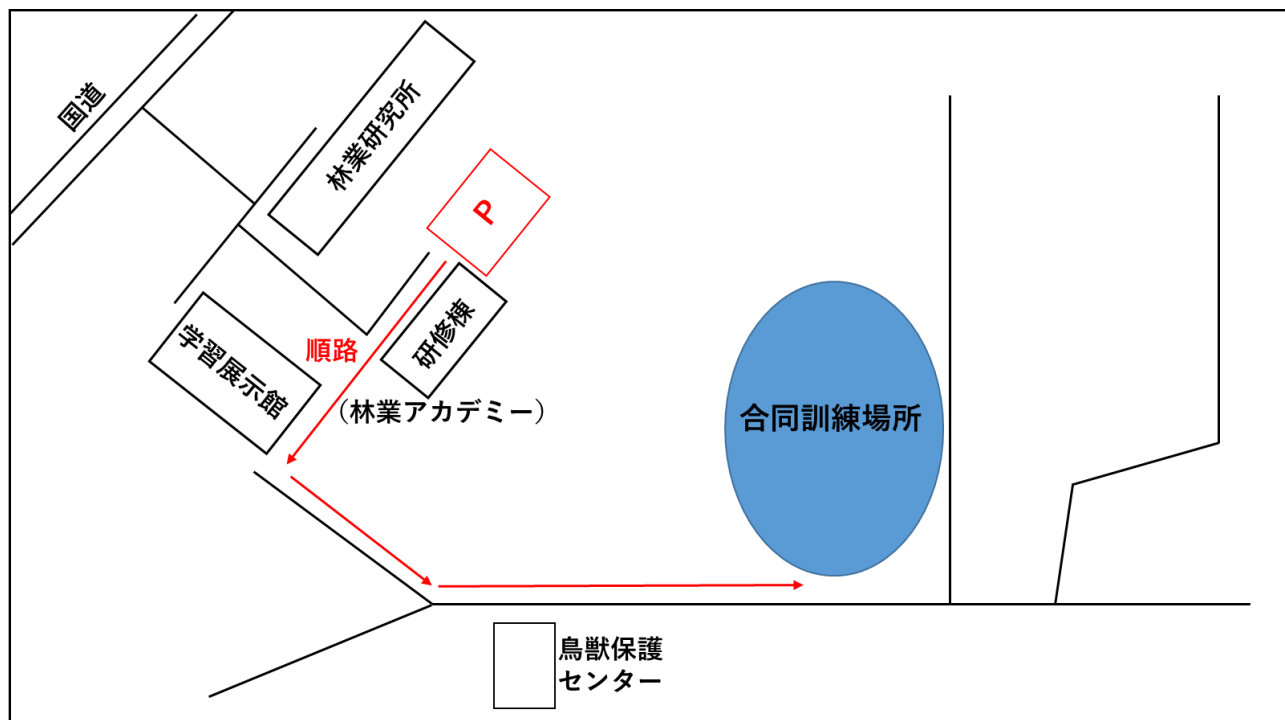 国道
林業研究所
P
研修棟
順路
学習展示館
（林業アカデミー）
合同訓練場所
鳥獣保護
センター